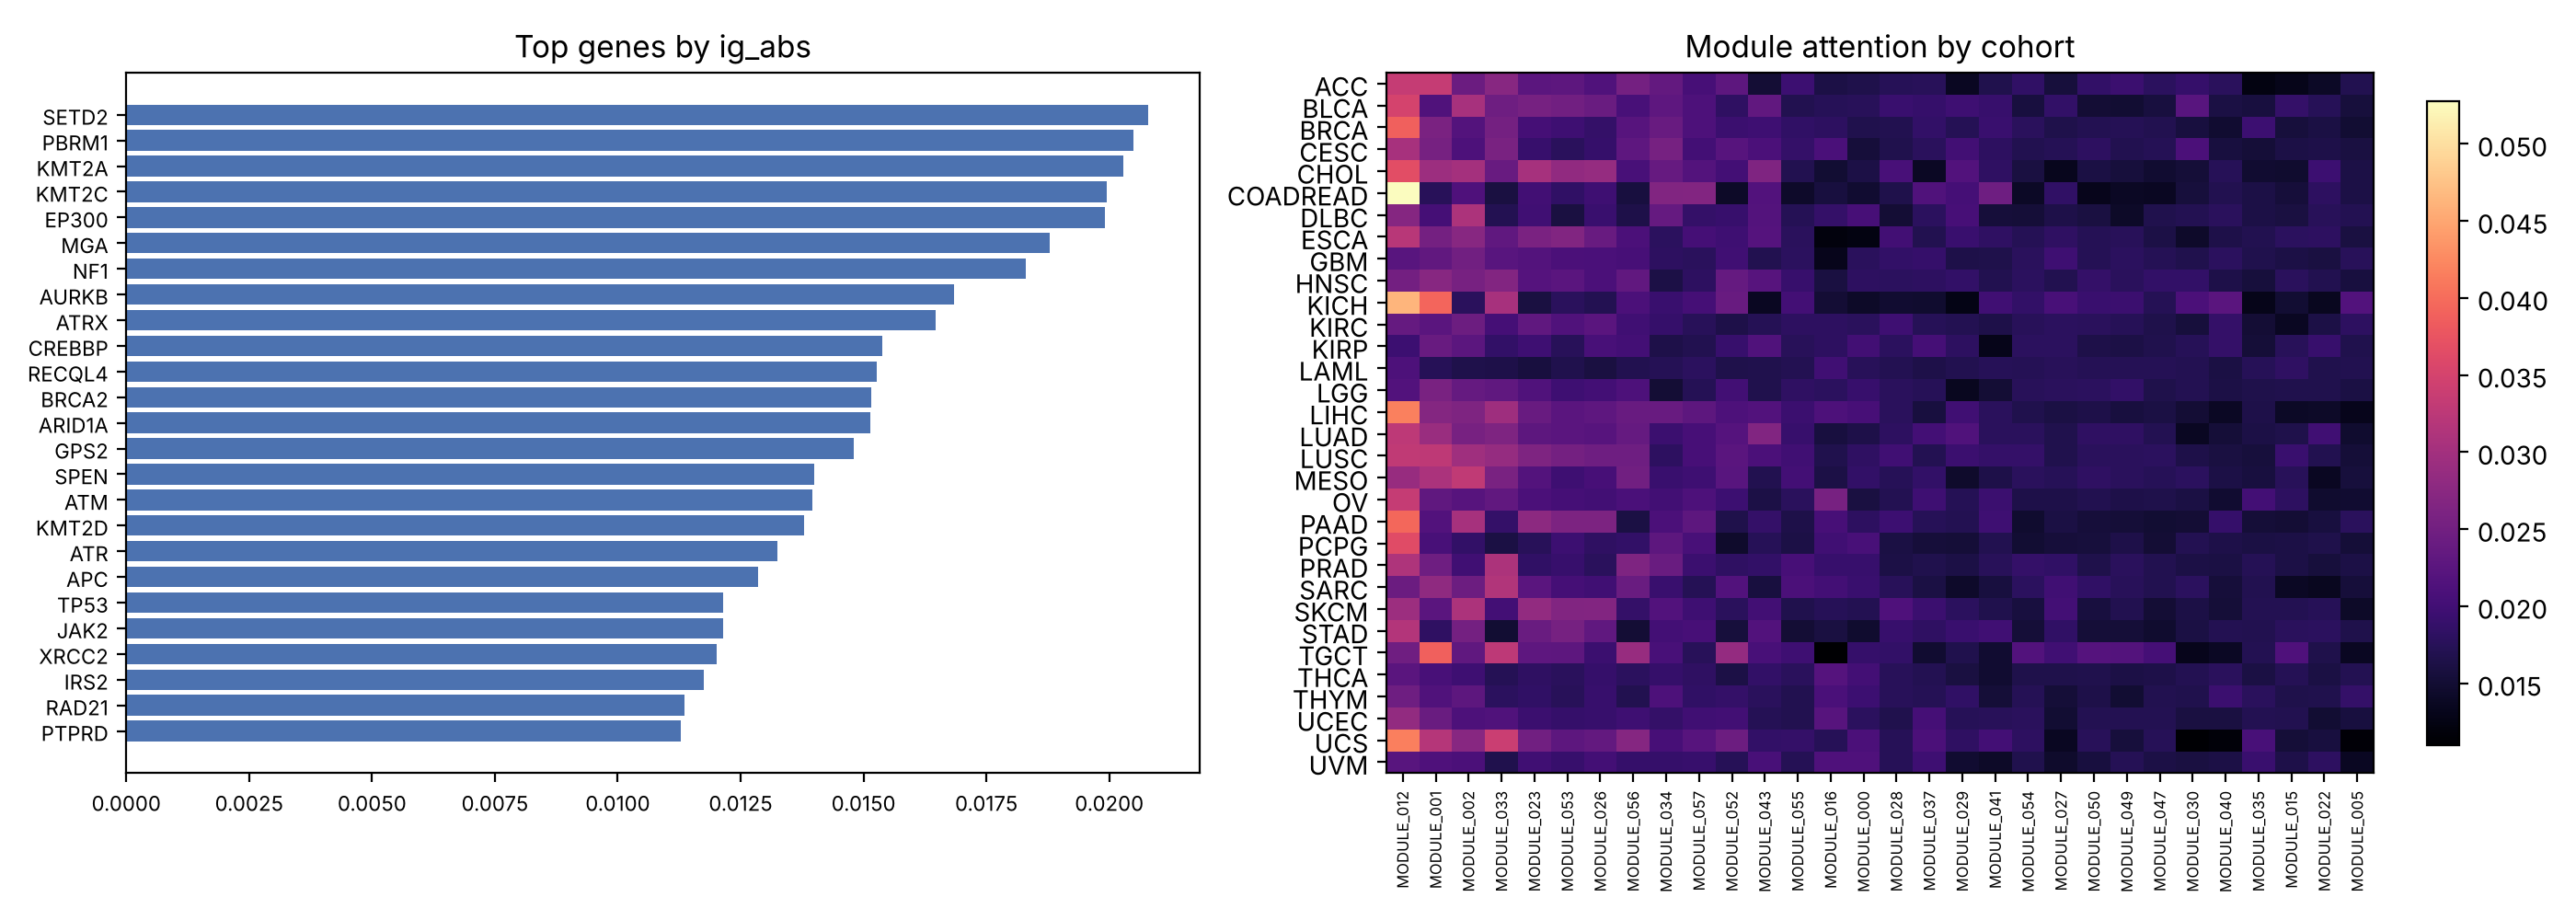 Top genes by ig_abs
SETD2
PBRM1
KMT2A
KMT2C
EP300
MGA
NF1
AURKB
ATRX
CREBBP
RECQL4
BRCA2
ARID1A
GPS2
SPEN
ATM
KMT2D
ATR
APC
TP53
JAK2
XRCC2
IRS2
RAD21
PTPRD
0.0000 0.0025 0.0050 0.0075 0.0100 0.0125 0.0150 0.0175 0.0200
Module attention by cohort
ACC
BLCA
BRCA
CESC
CHOL
COADREAD
DLBC
ESCA
GBM
HNSC
KICH
KIRC
KIRP
LAML
LGG
LIHC
LUAD
LUSC
MESO
OV
PAAD
PCPG
PRAD
SARC
SKCM
STAD
TGCT
THCA
THYM
UCEC
UCS
UVM
MODULE_012
MODULE_001
MODULE_002
MODULE_033
MODULE_023
MODULE_053
MODULE_026
MODULE_056
MODULE_034
MODULE_057
MODULE_052
MODULE_043
MODULE_055
MODULE_016
MODULE_000
MODULE_028
MODULE_037
MODULE_029
MODULE_041
MODULE_054
MODULE_027
MODULE_050
MODULE_049
MODULE_047
MODULE_030
MODULE_040
MODULE_035
MODULE_015
MODULE_022
MODULE_005
0.050
0.045
0.040
0.035
0.030
0.025
0.020
0.015